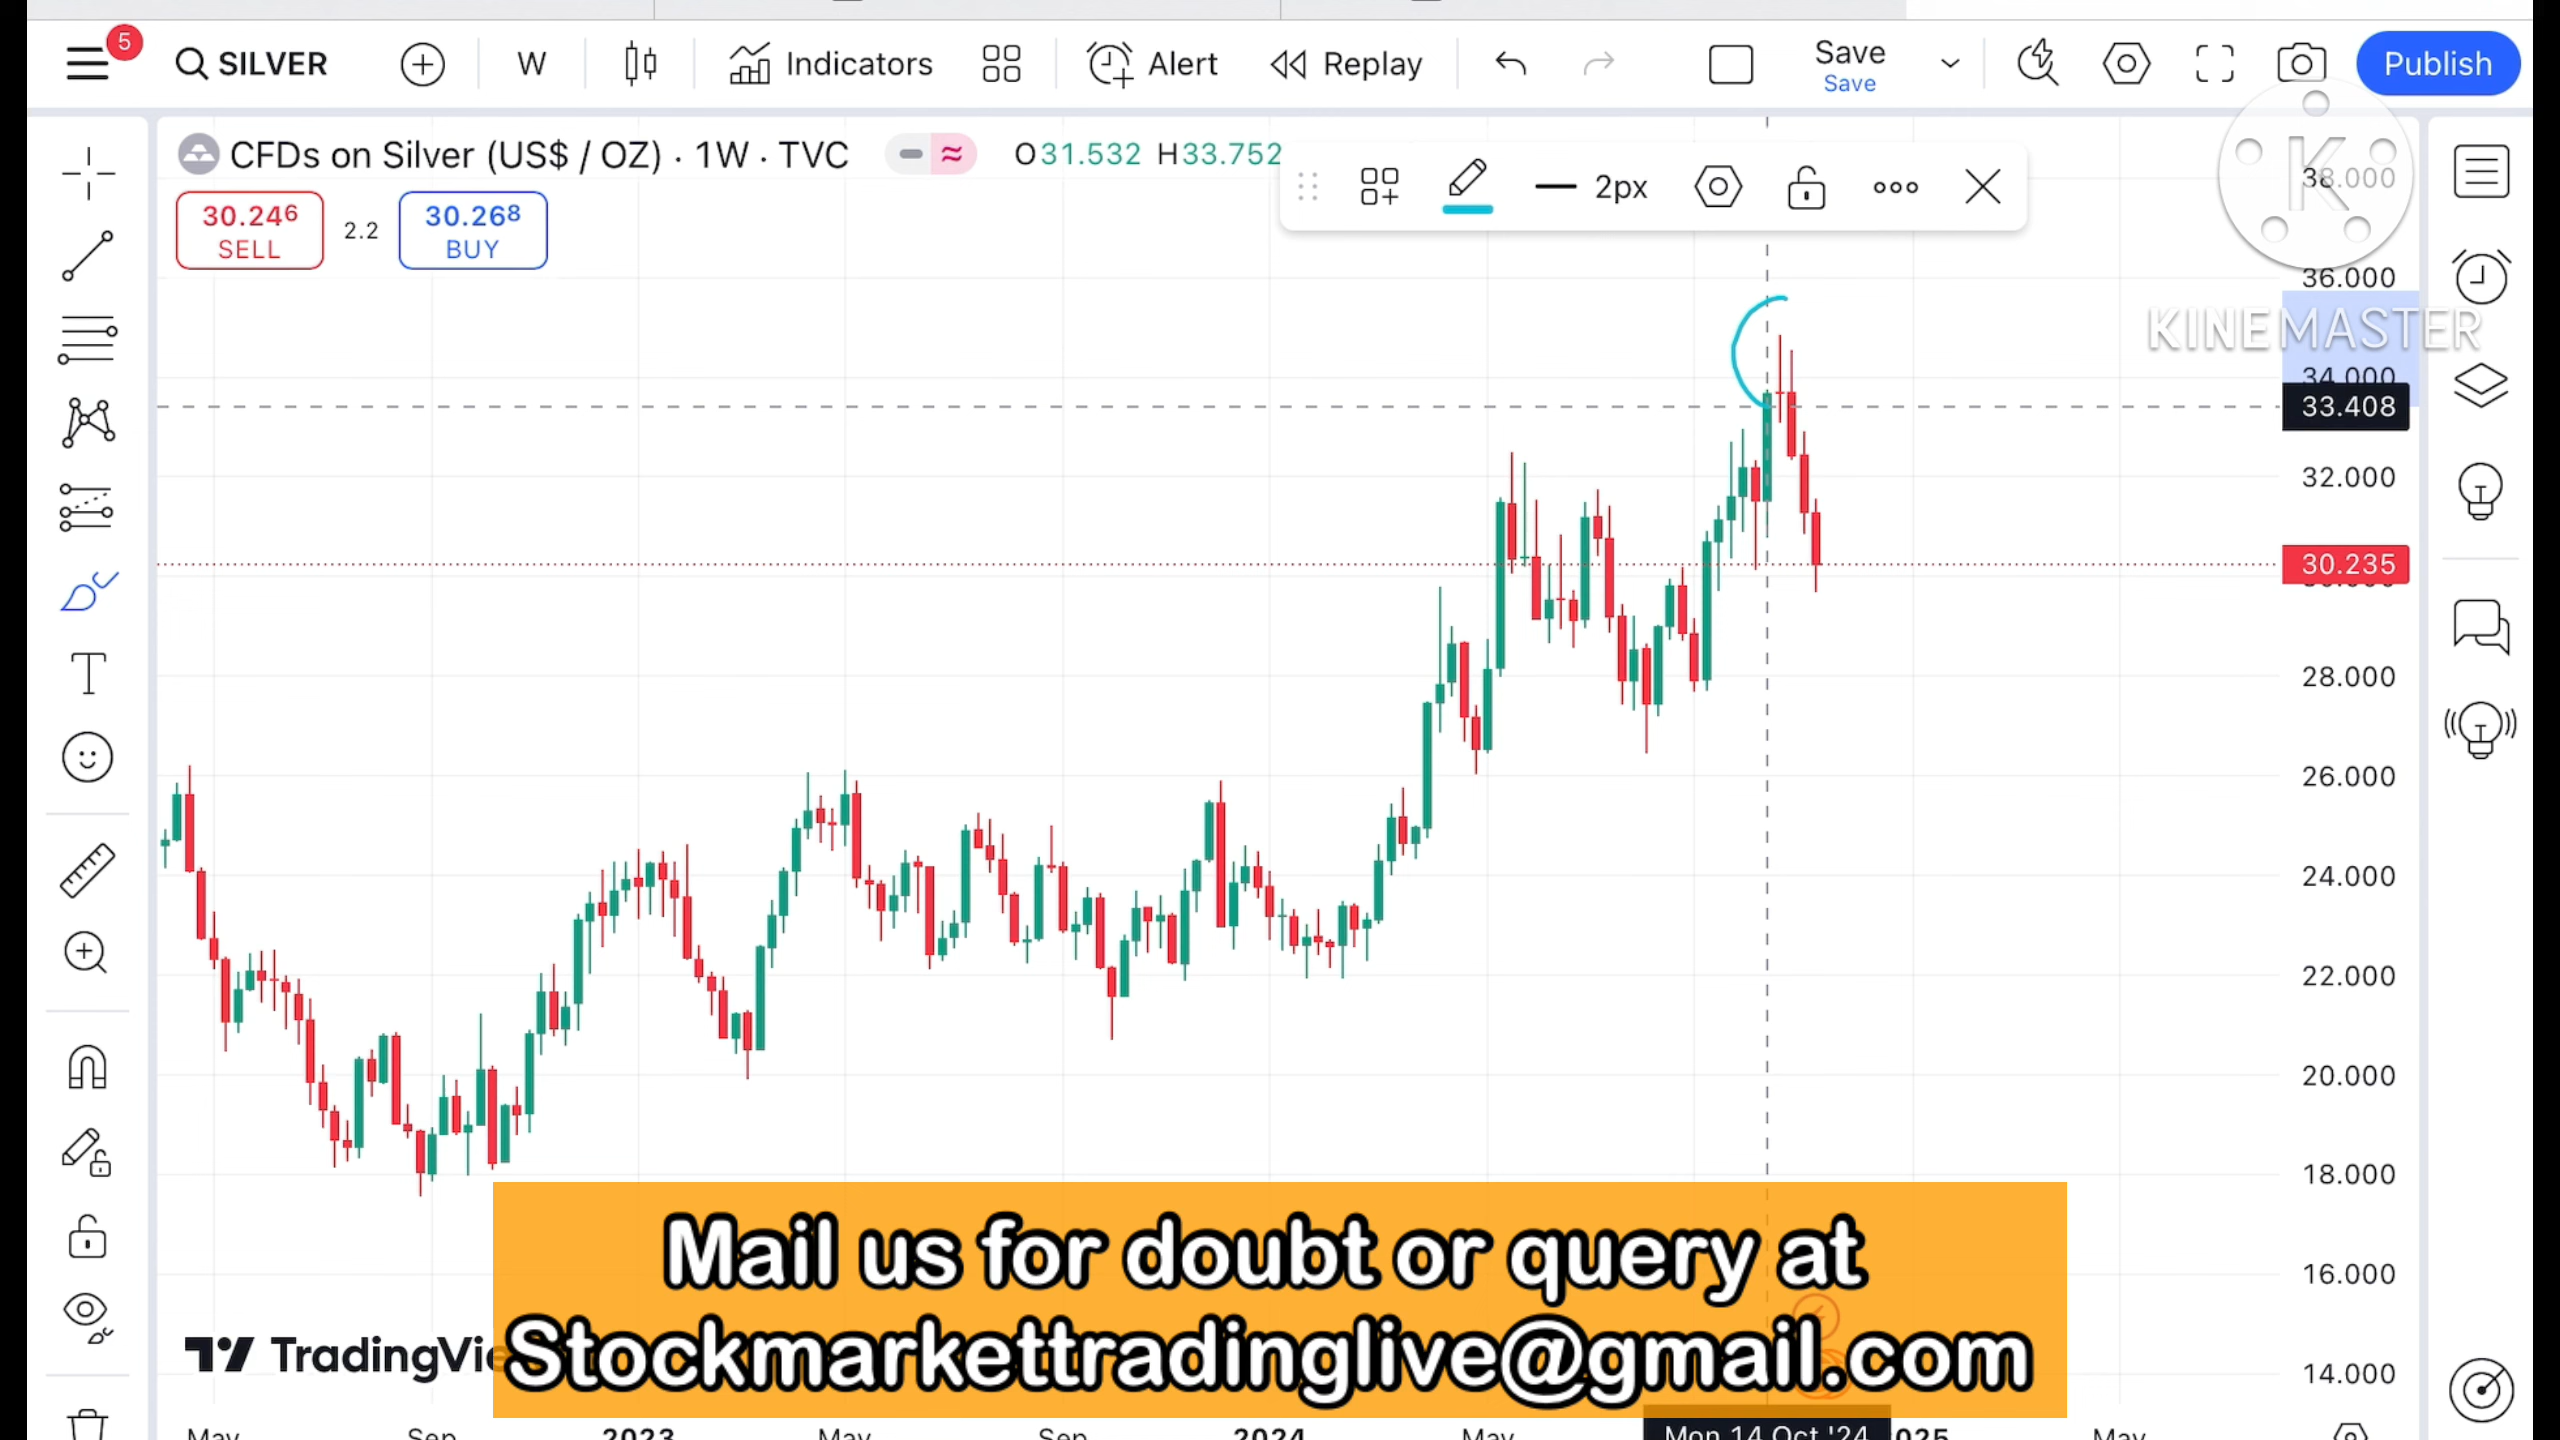 5
SILVER
W
Indicators
Alert
Replay
Save
Save
Publish
CFDs on Silver (US$ / OZ) · 1W · TVC
O31.532 H33.752
2px
30.246
SELL
2.2
30.268
BUY
K
KINEMASTER
38.000
36.000
34.000
33.408
32.000
30.235
28.000
26.000
24.000
22.000
20.000
18.000
16.000
14.000
Mail us for doubt or query at
Stockmarkettradinglive@gmail.com
TradingVie
May
Sep
2023
May
Sep
2024
May
Mon 14 Oct '24
025
May